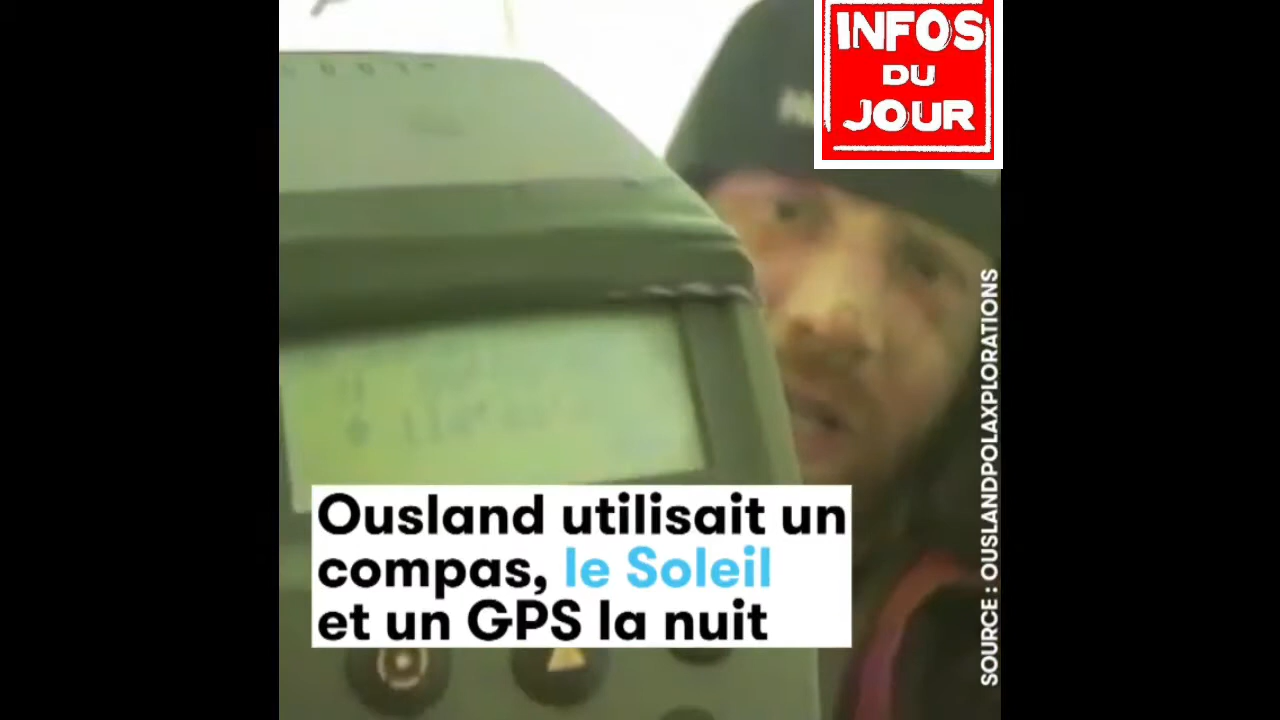 INFOS
DU
JOUR
Ousland utilisait un
compas, le Soleil
et un GPS la nuit
SOURCE : OUSLANDPOLAXPLORATIONS